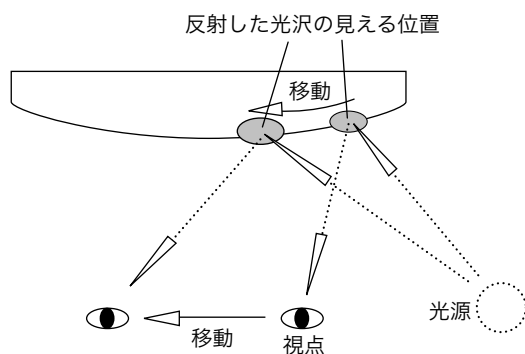 反射した光沢の見える位置
移動
光源
移動
視点